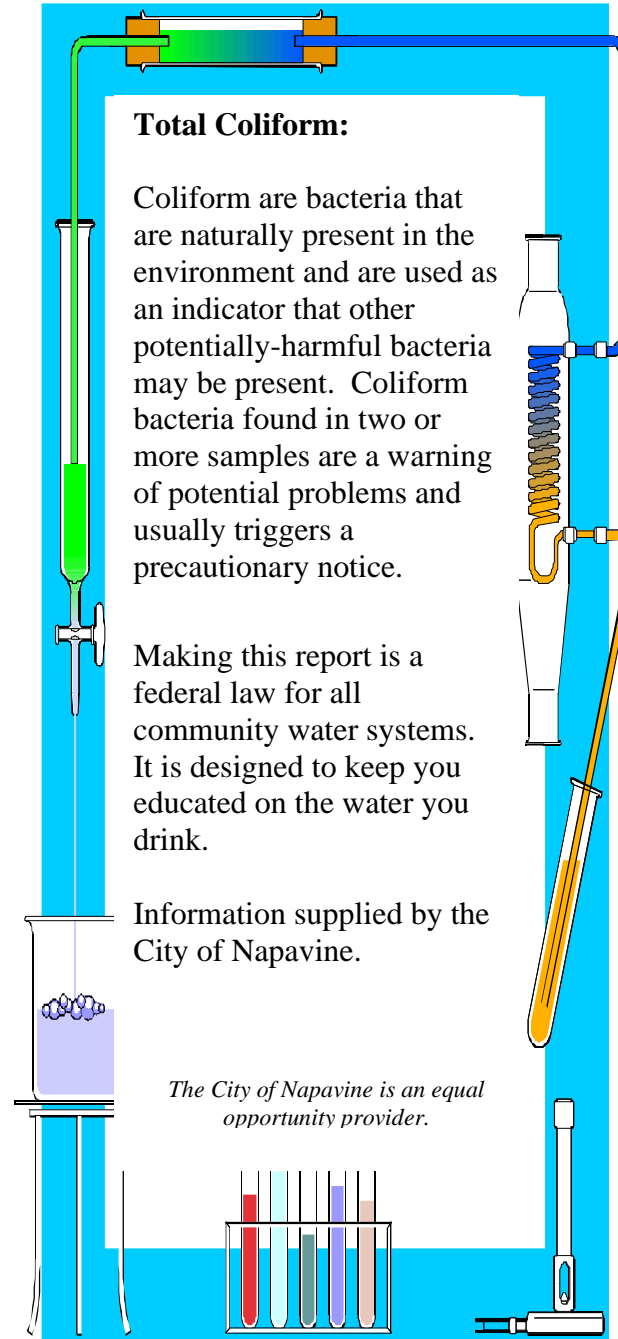 Total Coliform:
Coliform are bacteria that
are naturally present in the
environment and are used as
an indicator that other
potentially-harmful bacteria
may be present.  Coliform
bacteria found in two or
more samples are a warning
of potential problems and
usually triggers a
precautionary notice.
Making this report is a
federal law for all
community water systems.
It is designed to keep you
educated on the water you
drink.
Information supplied by the
City of Napavine.
The City of Napavine is an equal
opportunity provider.